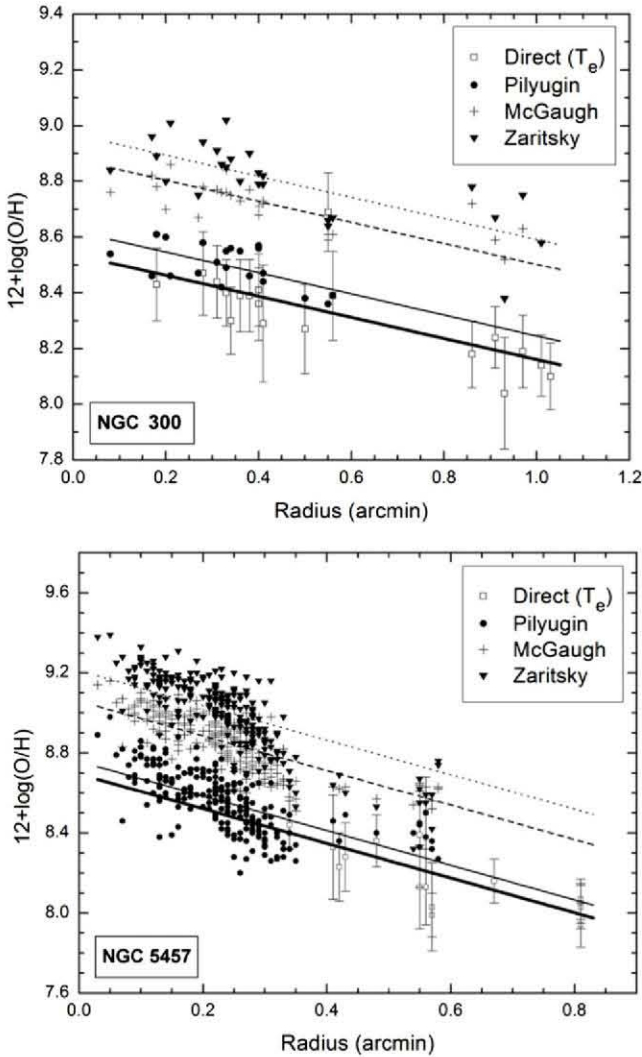 9.4
9.2
9.0
8.8
8.6
8.4
8.2
8.0
7.8
12+log(O/H)
Direct (Te)
Pilyugin
McGaugh
Zaritsky
NGC 300
0.0 0.2 0.4 0.6 0.8 1.0 1.2
Radius (arcmin)
9.6
9.2
8.8
8.4
8.0
7.6
12+log(O/H)
Direct (Te)
Pilyugin
McGaugh
Zaritsky
NGC 5457
0.0 0.2 0.4 0.6 0.8
Radius (arcmin)